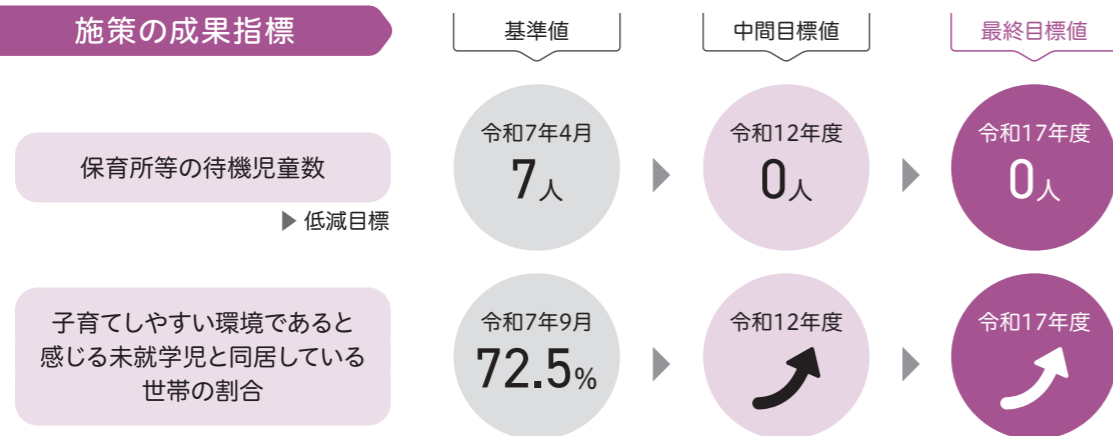 施策の成果指標
基準値
中間目標値
最終目標値
保育所等の待機児童数
▶低減目標
令和7年4月
7人
令和12年度
0人
令和17年度
0人
子育てしやすい環境であると
感じる未就学児と同居している
世帯の割合
令和7年9月
72.5%
令和12年度
令和17年度